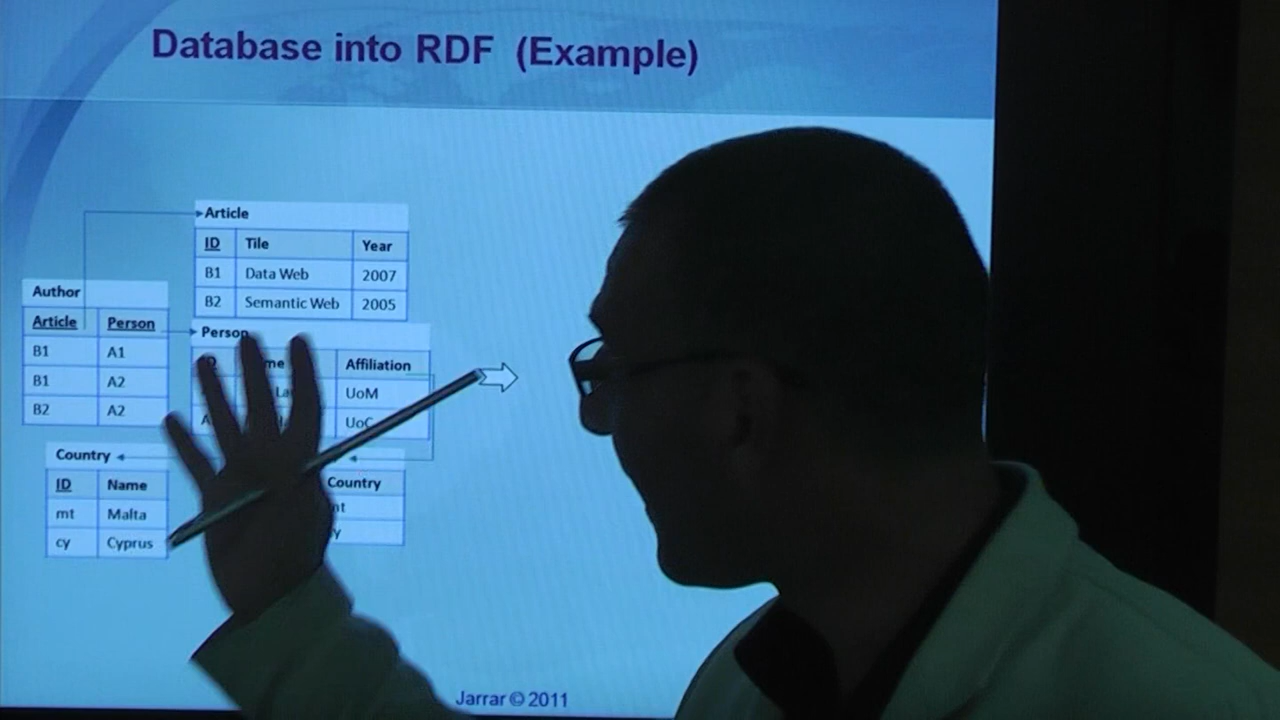 Database into RDF (Example)
Article
ID Tile Year
B1 Data Web 2007
B2 Semantic Web 2005
Author
Article Person
B1 A1
B1 A2
B2 A2
Person
Affiliation
UoM
UoC
Country
ID Name
mt Malta
cy Cyprus
Country
Jarrar © 2011